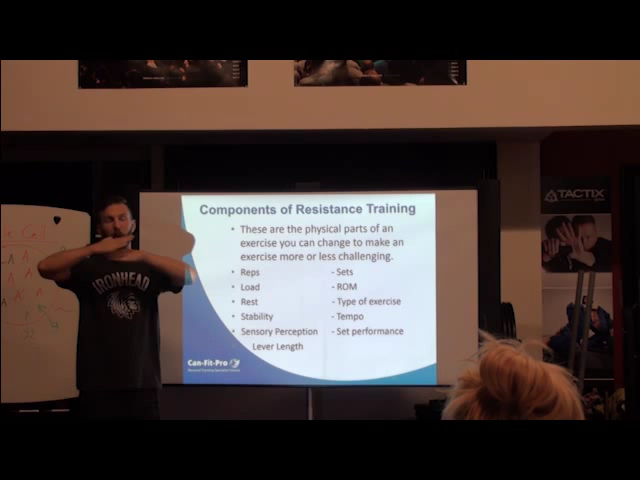 Components of Resistance Training
• These are the physical parts of an
exercise you can change to make an
exercise more or less challenging.
• Reps - Sets
• Load - ROM
• Rest - Type of exercise
• Stability - Tempo
• Sensory Perception - Set performance
Lever Length
Can-Fit-Pro
IRONHEAD
TACTIX